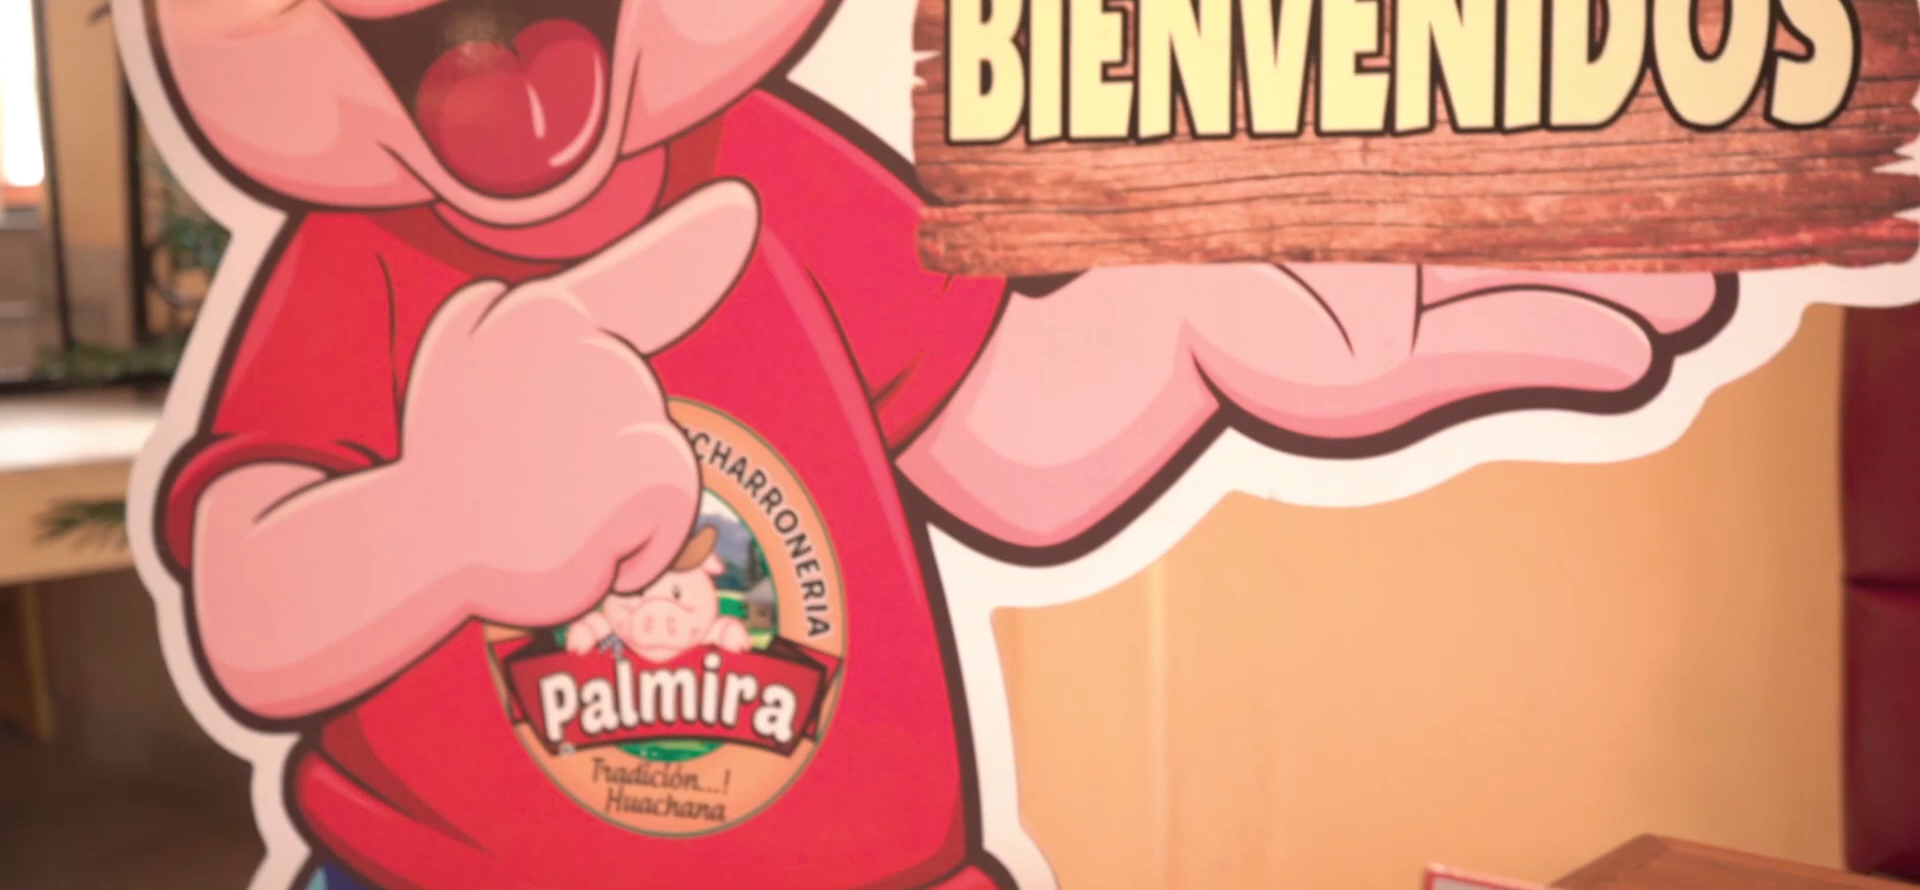 BIENVENIDOS
CHARRONERIA
Palmira
Tradición...!
Huachana